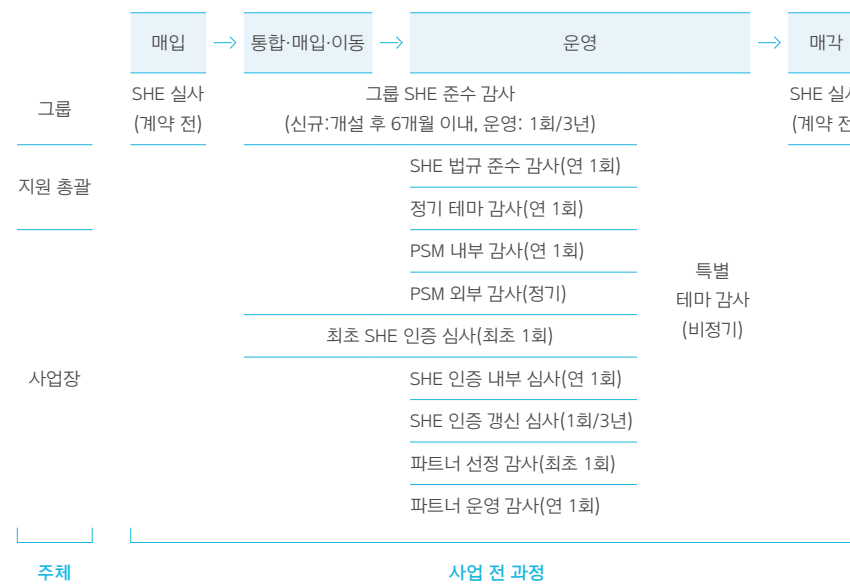 매입 → 통합·매입·이동 → 운영 → 매각
그룹
SHE 실사
(계약 전)
그룹 SHE 준수 감사
(신규:개설 후 6개월 이내, 운영: 1회/3년)
SHE
(계약
지원 총괄
SHE 법규 준수 감사(연 1회)
정기 테마 감사(연 1회)
사업장
PSM 내부 감사(연 1회)
PSM 외부 감사(정기)
최초 SHE 인증 심사(최초 1회)
SHE 인증 내부 심사(연 1회)
SHE 인증 갱신 심사(1회/3년)
파트너 선정 감사(최초 1회)
파트너 운영 감사(연 1회)
특별
테마 감사
(비정기)
주체
사업 전 과정